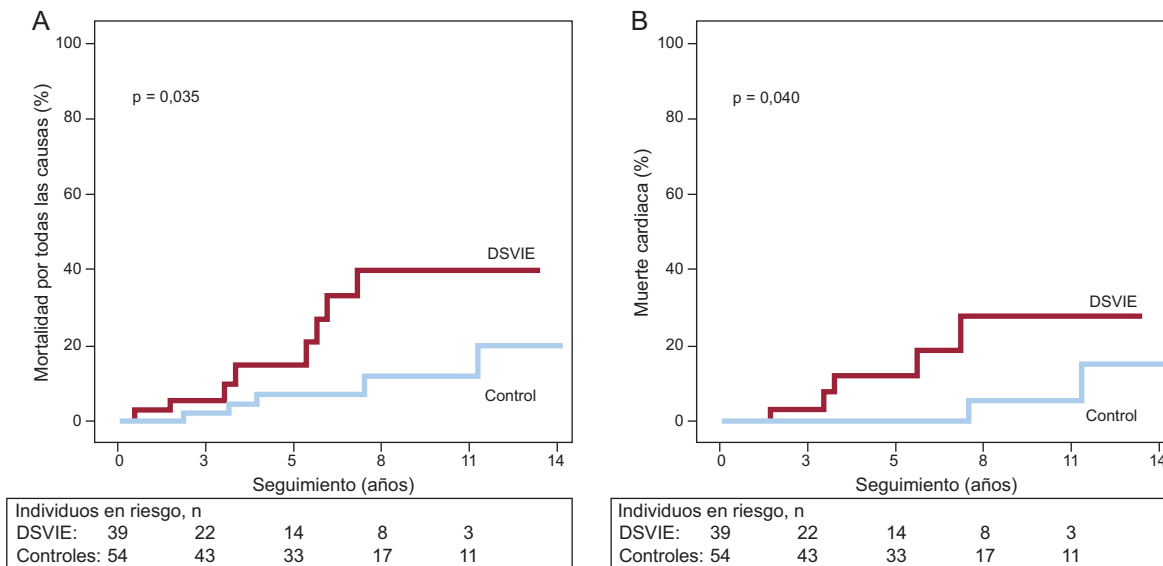 A
Mortalidad por todas las causas (%)
100
80
60
40
20
0
p = 0,035
DSVIE
Control
0 3 5 8 11 14
Seguimiento (años)
Individuos en riesgo, n
DSVIE: 39 22 14 8 3
Controles: 54 43 33 17 11
B
Muerte cardiaca (%)
100
80
60
40
20
0
p = 0,040
DSVIE
Control
0 3 5 8 11 14
Seguimiento (años)
Individuos en riesgo, n
DSVIE: 39 22 14 8 3
Controles: 54 43 33 17 11